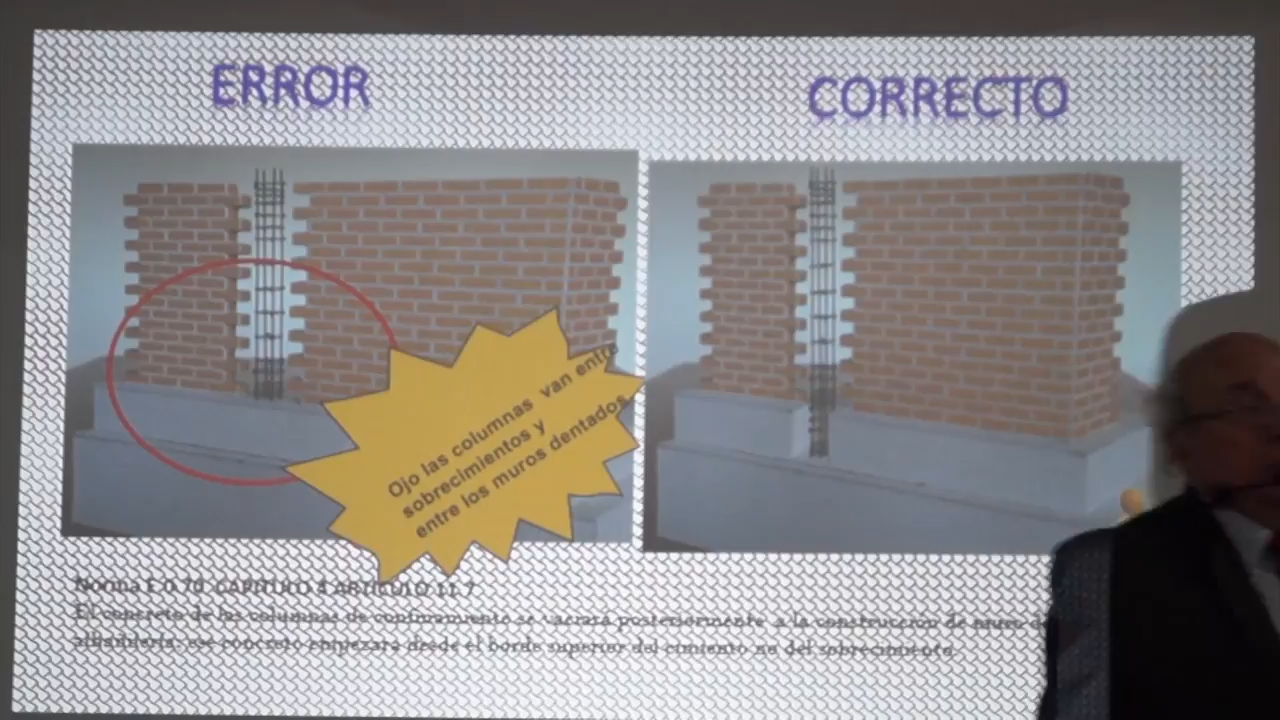 ERROR
CORRECTO
Ojo las columnas van entre
sobrecimientos y
entre los muros dentados
Norma E 0.70 CAPITULO 4 ARTICULO 11.7
El concreto de las columnas de confinamiento se vaciará posteriormente a la construcción de muro de
albañilería; ese concreto empezará desde el borde superior del cimiento no del sobrecimiento.